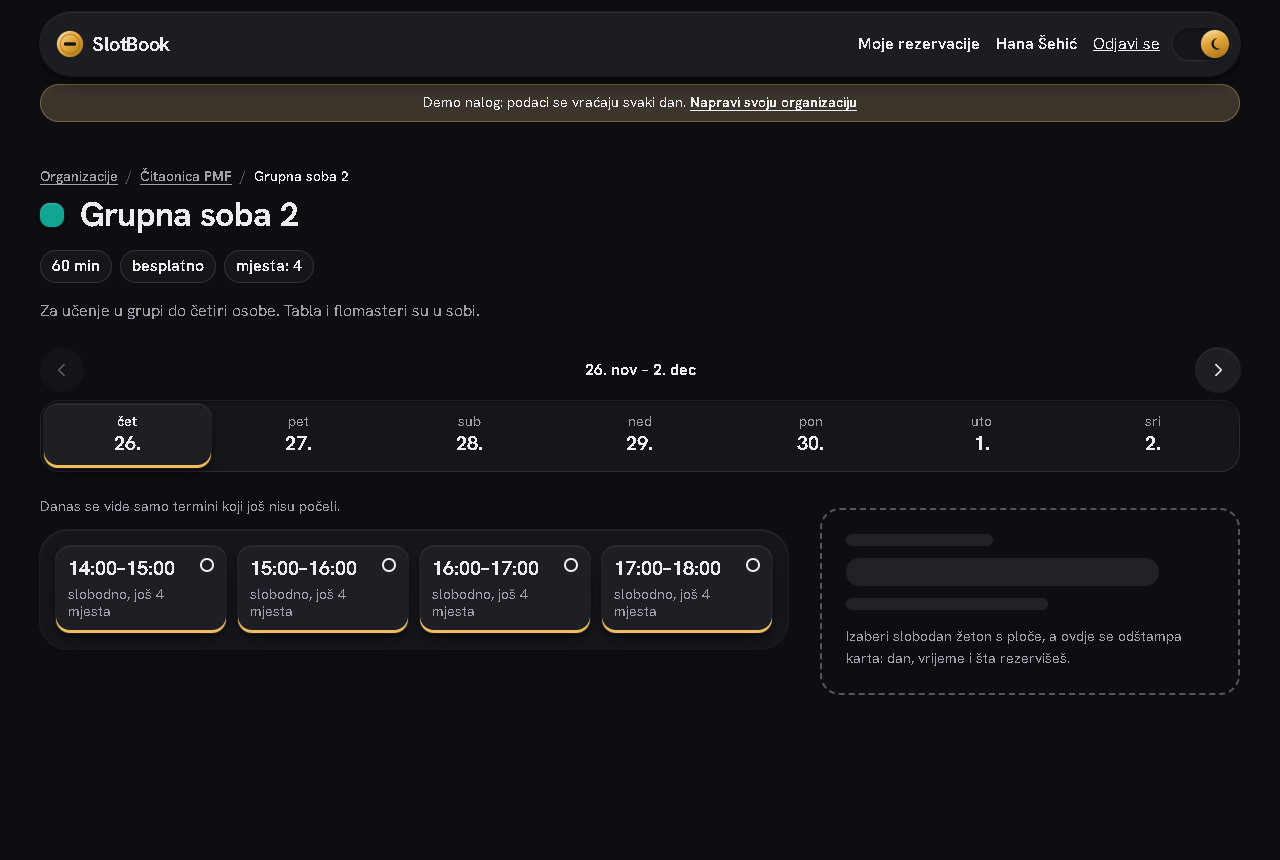 SlotBook
Moje rezervacije
Hana Šehić
Odjavi se
Demo nalog: podaci se vraćaju svaki dan. Napravi svoju organizaciju
Organizacije / Čitaonica PMF / Grupna soba 2
Grupna soba 2
60 min
besplatno
mjesta: 4
Za učenje u grupi do četiri osobe. Tabla i flomasteri su u sobi.
26. nov – 2. dec
čet
26.
pet
27.
sub
28.
ned
29.
pon
30.
uto
1.
sri
2.
Danas se vide samo termini koji još nisu počeli.
14:00–15:00
slobodno, još 4
mjesta
15:00–16:00
slobodno, još 4
mjesta
16:00–17:00
slobodno, još 4
mjesta
17:00–18:00
slobodno, još 4
mjesta
Izaberi slobodan žeton s ploče, a ovdje se odštampa
karta: dan, vrijeme i šta rezervišeš.